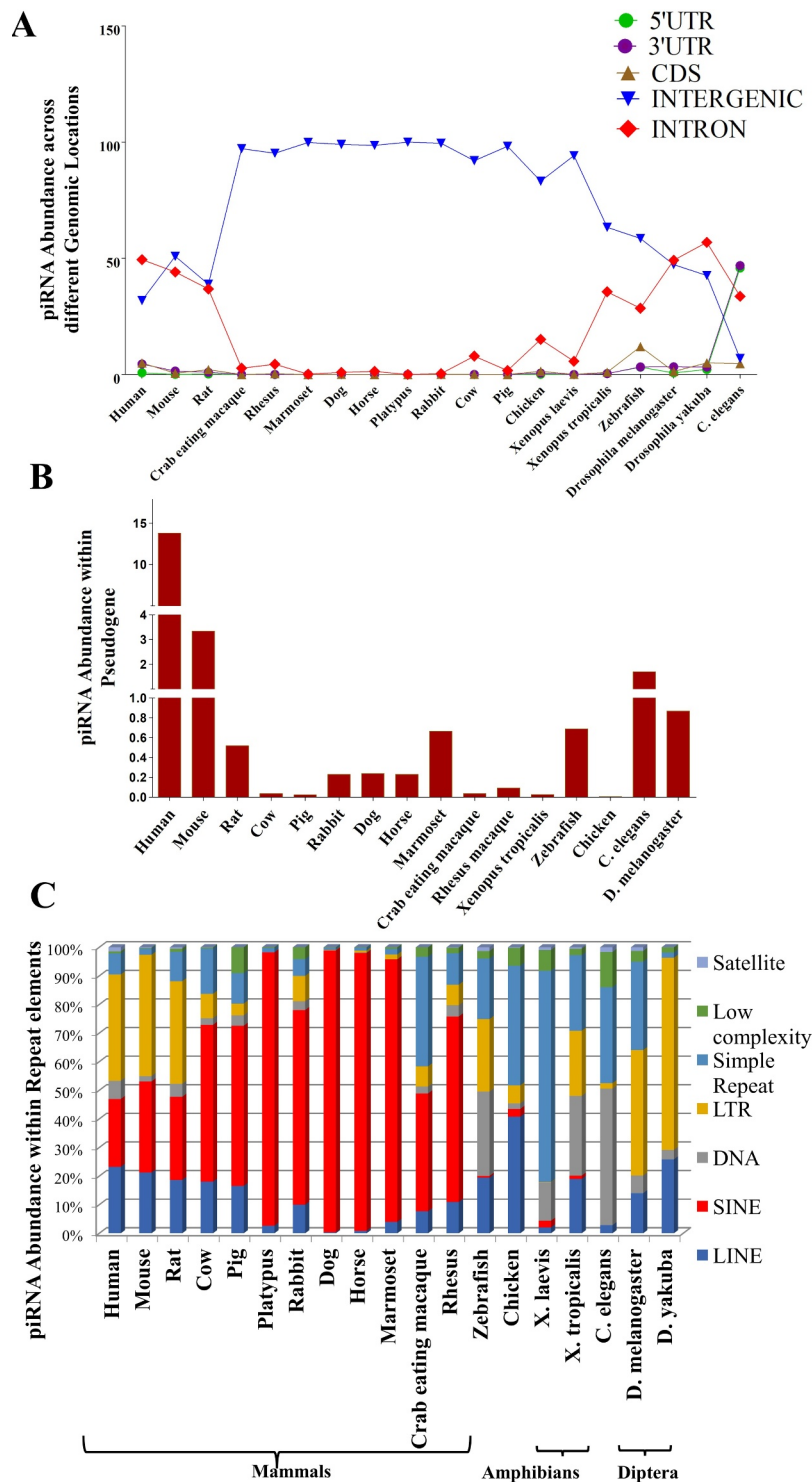 A
piRNA Abundance across
different Genomic Locations
150
100
50
0
5'UTR
3'UTR
CDS
INTERGENIC
INTRON
Human
Mouse
Rat
Crab eating macaque
Rhesus
Marmoset
Dog
Horse
Platypus
Rabbit
Cow
Pig
Chicken
Xenopus laevis
Xenopus tropicalis
Zebrafish
Drosophila melanogaster
Drosophila yakuba
C. elegans
B
piRNA Abundance within
Pseudogene
15
10
4
3
2
1.0
0.8
0.6
0.4
0.2
0.0
Human
Mouse
Rat
Cow
Pig
Rabbit
Dog
Horse
Marmoset
Crab eating macaque
Rhesus macaque
Xenopus tropicalis
Zebrafish
Chicken
C. elegans
D. melanogaster
C
piRNA Abundance within Repeat elements
100%
90%
80%
70%
60%
50%
40%
30%
20%
10%
0%
Satellite
Low
complexity
Simple
Repeat
LTR
DNA
SINE
LINE
Human
Mouse
Rat
Cow
Pig
Platypus
Rabbit
Dog
Horse
Marmoset
Crab eating macaque
Rhesus
Zebrafish
Chicken
X. laevis
X. tropicalis
C. elegans
D. melanogaster
D. yakuba
Mammals
Amphibians
Diptera